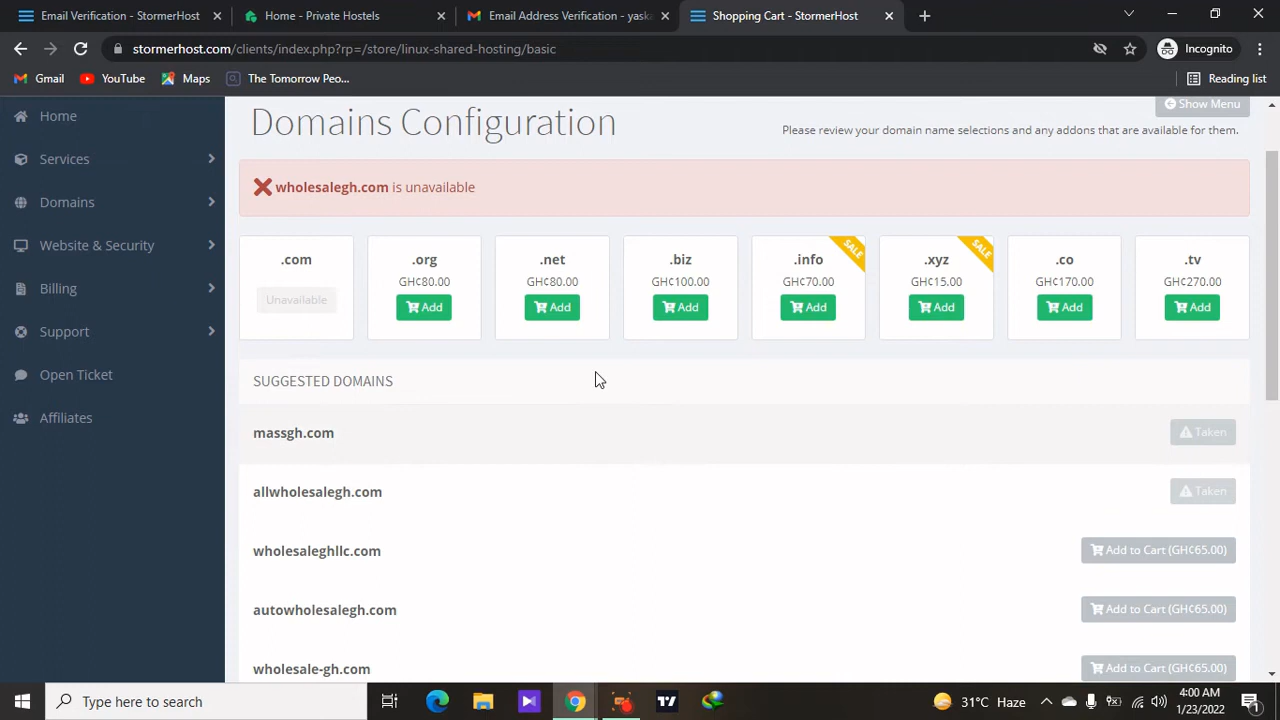 Email Verification - StormerHost
Home - Private Hostels
Email Address Verification - yaska
Shopping Cart - StormerHost
stormerhost.com/clients/index.php?rp=/store/linux-shared-hosting/basic
Incognito
Gmail
YouTube
Maps
The Tomorrow Peo...
Reading list
Home
Services
Domains
Website & Security
Billing
Support
Open Ticket
Affiliates
Domains Configuration
Show Menu
Please review your domain name selections and any addons that are available for them.
wholesalegh.com is unavailable
.com
Unavailable
.org
GH₵80.00
Add
.net
GH₵80.00
Add
.biz
GH₵100.00
Add
SALE
.info
GH₵70.00
Add
SALE
.xyz
GH₵15.00
Add
.co
GH₵170.00
Add
.tv
GH₵270.00
Add
SUGGESTED DOMAINS
massgh.com
Taken
allwholesalegh.com
Taken
wholesaleghllc.com
Add to Cart (GH₵65.00)
autowholesalegh.com
Add to Cart (GH₵65.00)
wholesale-gh.com
Add to Cart (GH₵65.00)
Type here to search
31°C Haze
4:00 AM
1/23/2022
1